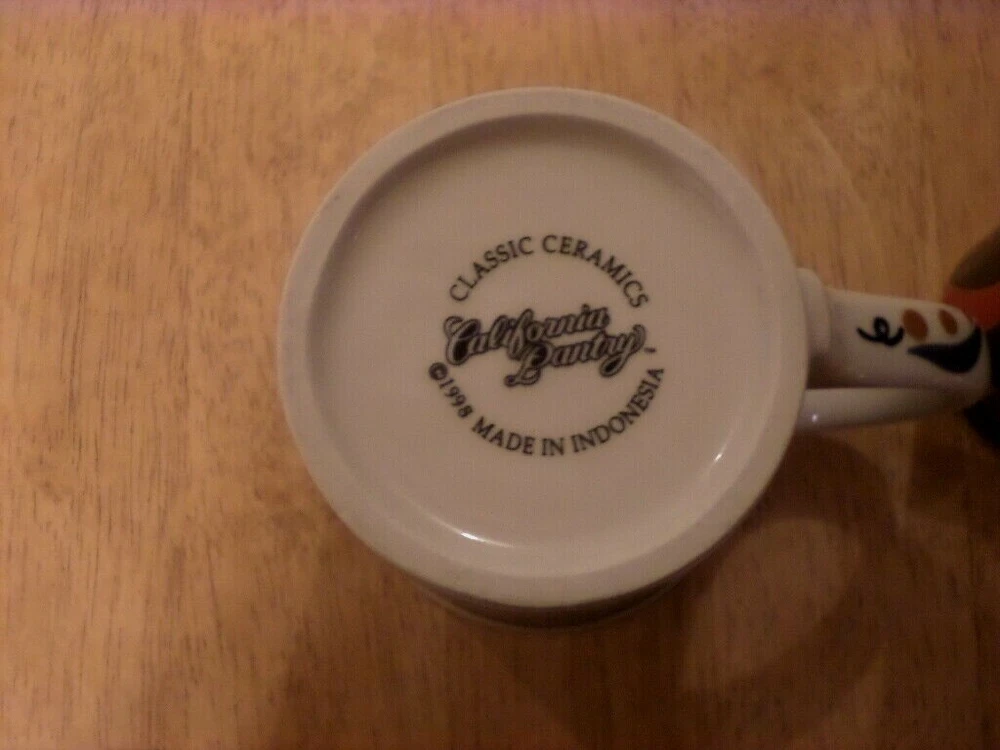 CLASSIC CERAMICS
California
Pantry
©1998 MADE IN INDONESIA